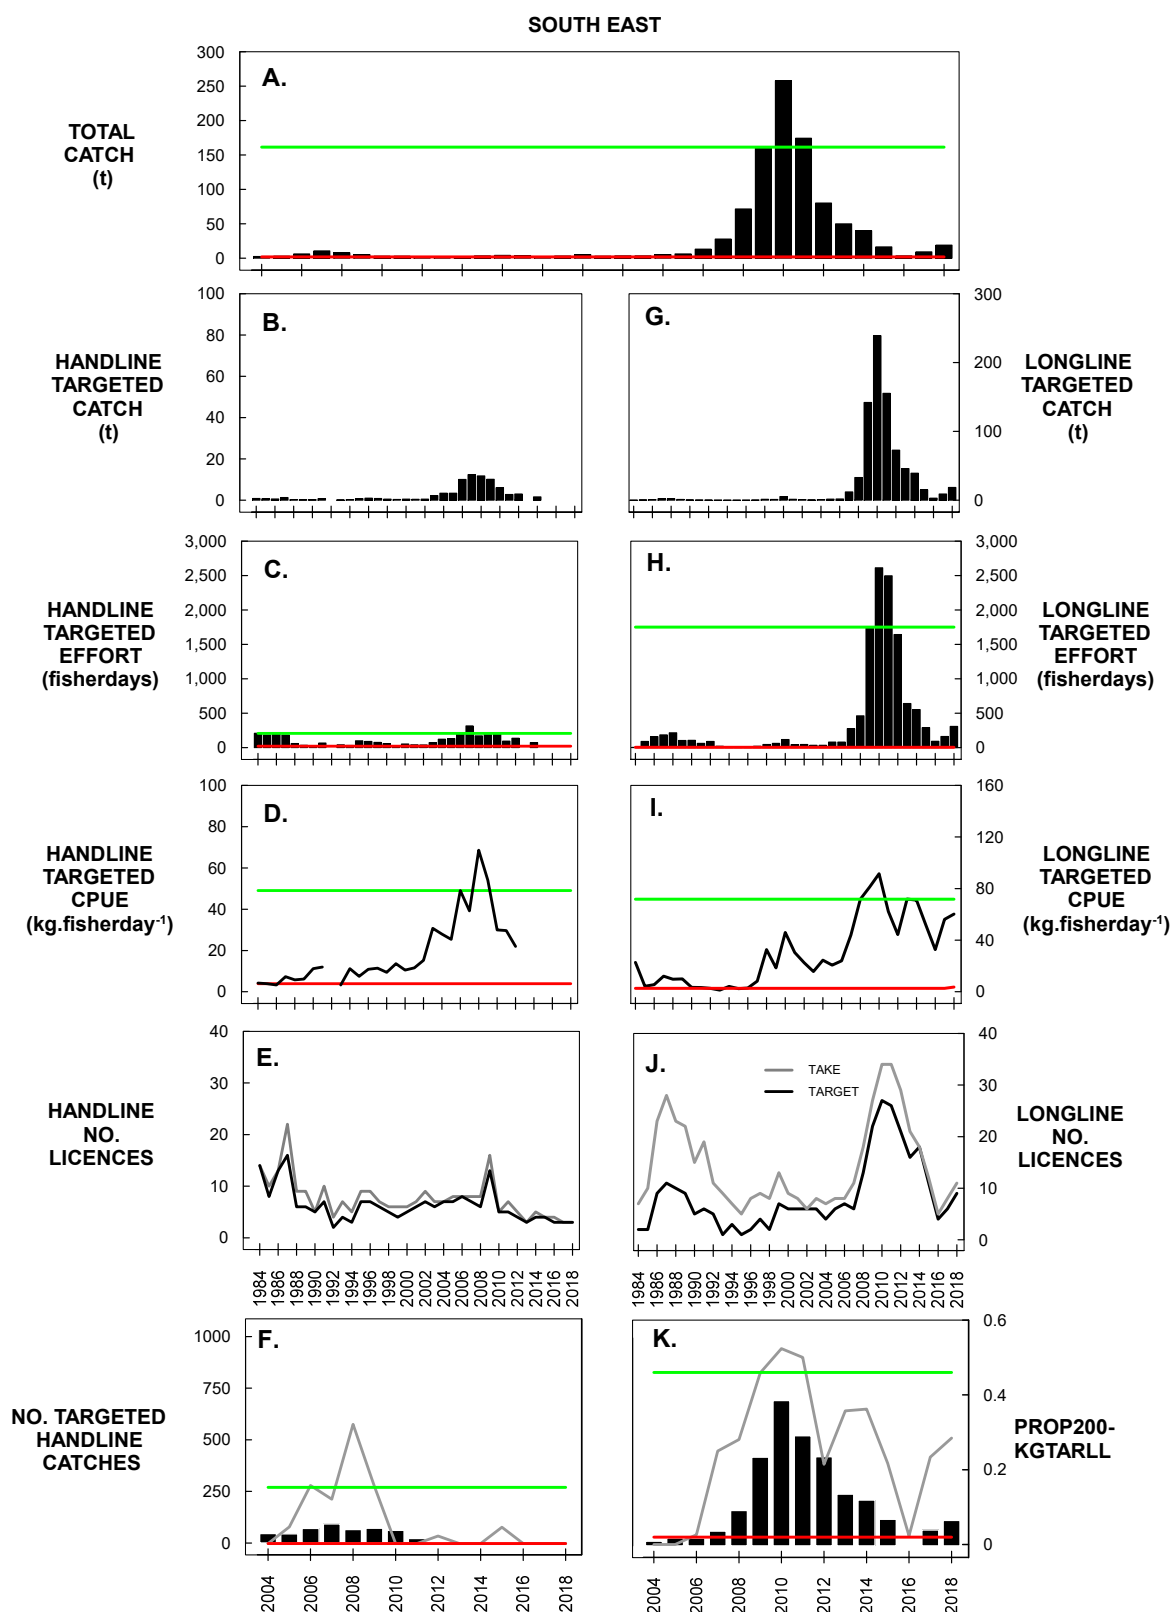 SOUTH EAST
A.
TOTAL
CATCH
(t)
300
250
200
150
100
50
0
B.
HANDLINE
TARGETED
CATCH
(t)
100
80
60
40
20
0
G.
LONGLINE
TARGETED
CATCH
(t)
300
200
100
0
C.
HANDLINE
TARGETED
EFFORT
(fisherdays)
3,000
2,500
2,000
1,500
1,000
500
0
H.
LONGLINE
TARGETED
EFFORT
(fisherdays)
3,000
2,500
2,000
1,500
1,000
500
0
D.
HANDLINE
TARGETED
CPUE
(kg.fisherday-1)
100
80
60
40
20
0
I.
LONGLINE
TARGETED
CPUE
(kg.fisherday-1)
160
120
80
40
0
E.
HANDLINE
NO.
LICENCES
40
30
20
10
0
1984 1986 1988 1990 1992 1994 1996 1998 2000 2002 2004 2006 2008 2010 2012 2014 2016 2018
J.
TAKE
TARGET
LONGLINE
NO.
LICENCES
40
30
20
10
0
1984 1986 1988 1990 1992 1994 1996 1998 2000 2002 2004 2006 2008 2010 2012 2014 2016 2018
F.
NO. TARGETED
HANDLINE
CATCHES
1000
750
500
250
0
2004 2006 2008 2010 2012 2014 2016 2018
K.
PROP200-
KGTARLL
0.6
0.4
0.2
0
2004 2006 2008 2010 2012 2014 2016 2018